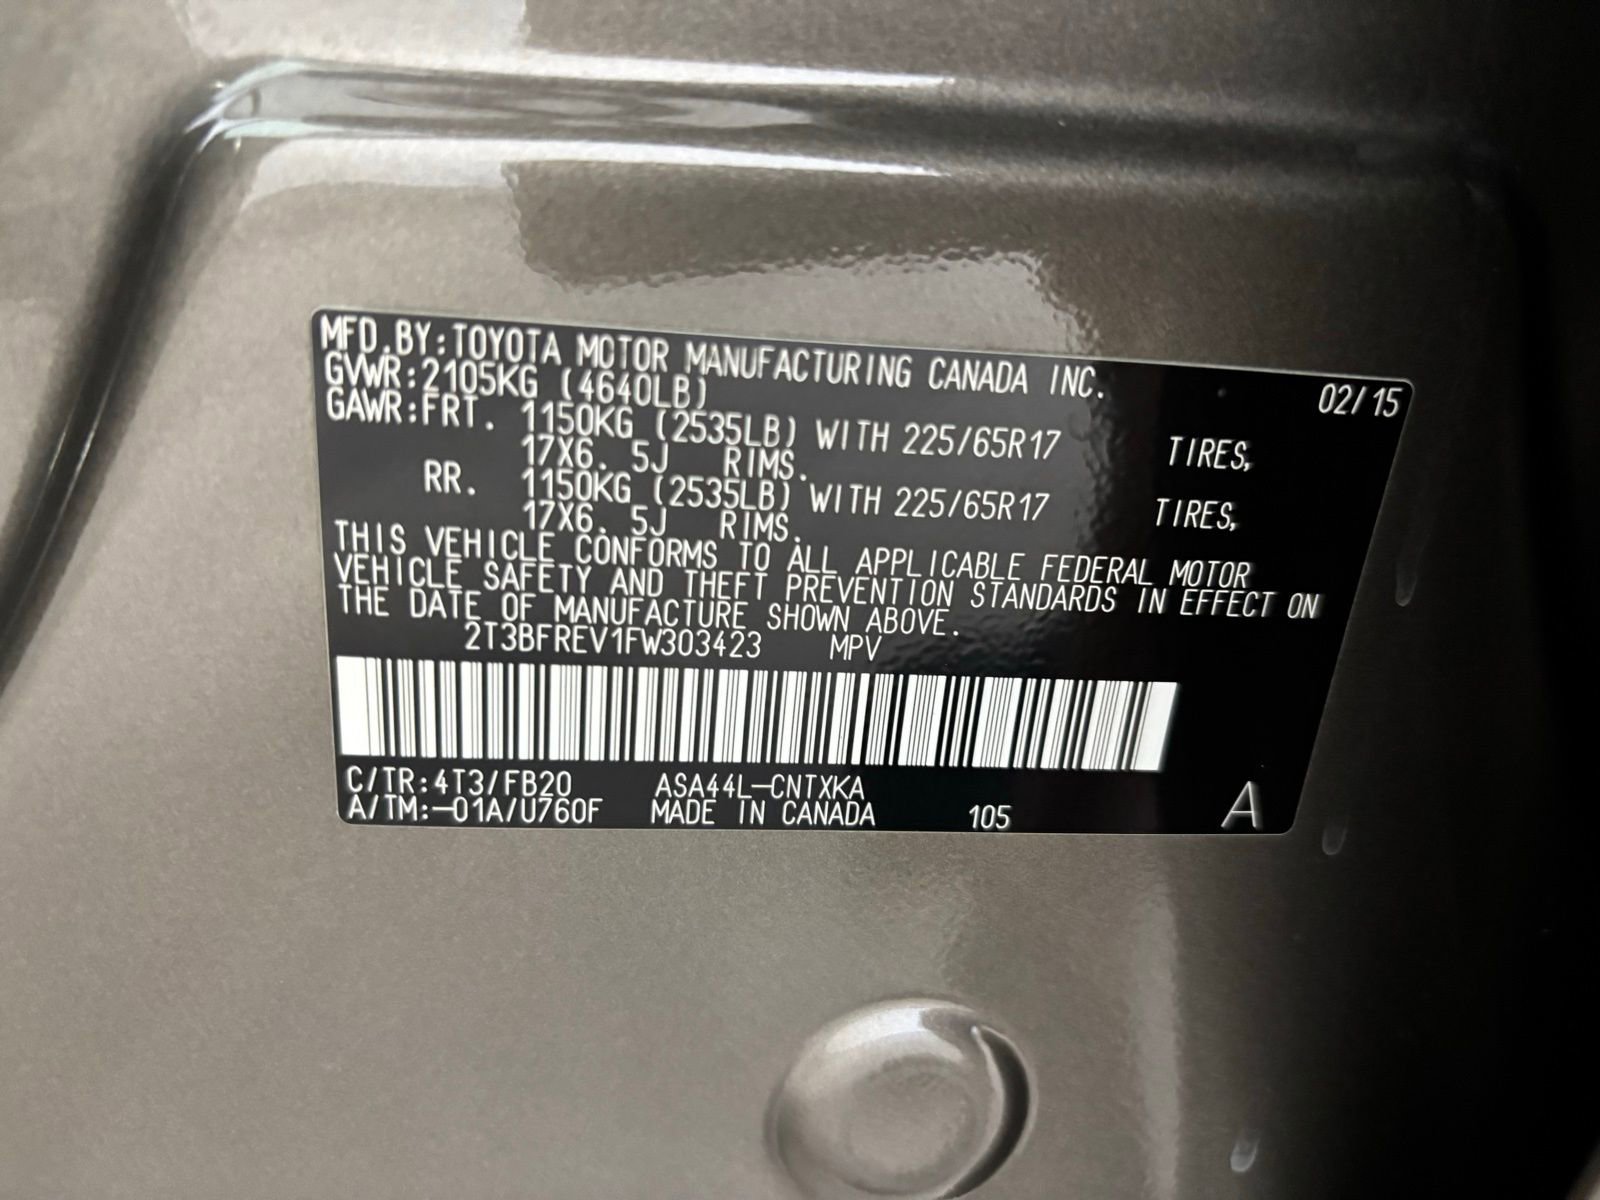 MFD.BY:TOYOTA MOTOR MANUFACTURING CANADA INC. 02/15
GVWR:2105KG (4640LB)
GAWR:FRT. 1150KG (2535LB) WITH 225/65R17 TIRES,
17X6. 5J RIMS.
RR. 1150KG (2535LB) WITH 225/65R17 TIRES,
17X6. 5J RIMS.
THIS VEHICLE CONFORMS TO ALL APPLICABLE FEDERAL MOTOR
VEHICLE SAFETY AND THEFT PREVENTION STANDARDS IN EFFECT ON
THE DATE OF MANUFACTURE SHOWN ABOVE.
2T3BFREV1FW303423 MPV
C/TR:4T3/FB20 ASA44L-CNTXKA
A/TM:-01A/U760F MADE IN CANADA 105 A